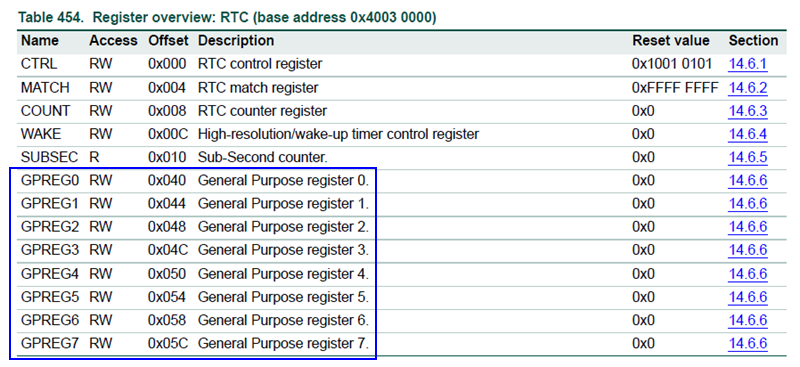 Table 454. Register overview: RTC (base address 0x4003 0000)
Name Access Offset Description Reset value Section
CTRL RW 0x000 RTC control register 0x1001 0101 14.6.1
MATCH RW 0x004 RTC match register 0xFFFF FFFF 14.6.2
COUNT RW 0x008 RTC counter register 0x0 14.6.3
WAKE RW 0x00C High-resolution/wake-up timer control register 0x0 14.6.4
SUBSEC R 0x010 Sub-Second counter. 0x0 14.6.5
GPREG0 RW 0x040 General Purpose register 0. 0x0 14.6.6
GPREG1 RW 0x044 General Purpose register 1. 0x0 14.6.6
GPREG2 RW 0x048 General Purpose register 2. 0x0 14.6.6
GPREG3 RW 0x04C General Purpose register 3. 0x0 14.6.6
GPREG4 RW 0x050 General Purpose register 4. 0x0 14.6.6
GPREG5 RW 0x054 General Purpose register 5. 0x0 14.6.6
GPREG6 RW 0x058 General Purpose register 6. 0x0 14.6.6
GPREG7 RW 0x05C General Purpose register 7. 0x0 14.6.6